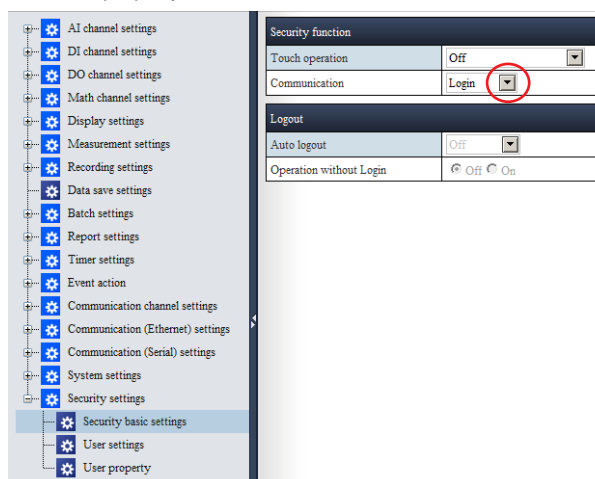 AI channel settings
DI channel settings
DO channel settings
Math channel settings
Display settings
Measurement settings
Recording settings
Data save settings
Batch settings
Report settings
Timer settings
Event action
Communication channel settings
Communication (Ethernet) settings
Communication (Serial) settings
System settings
Security settings
Security basic settings
User settings
User property
Security function
Touch operation Off
Communication Login
Logout
Auto logout Off
Operation without Login Off On